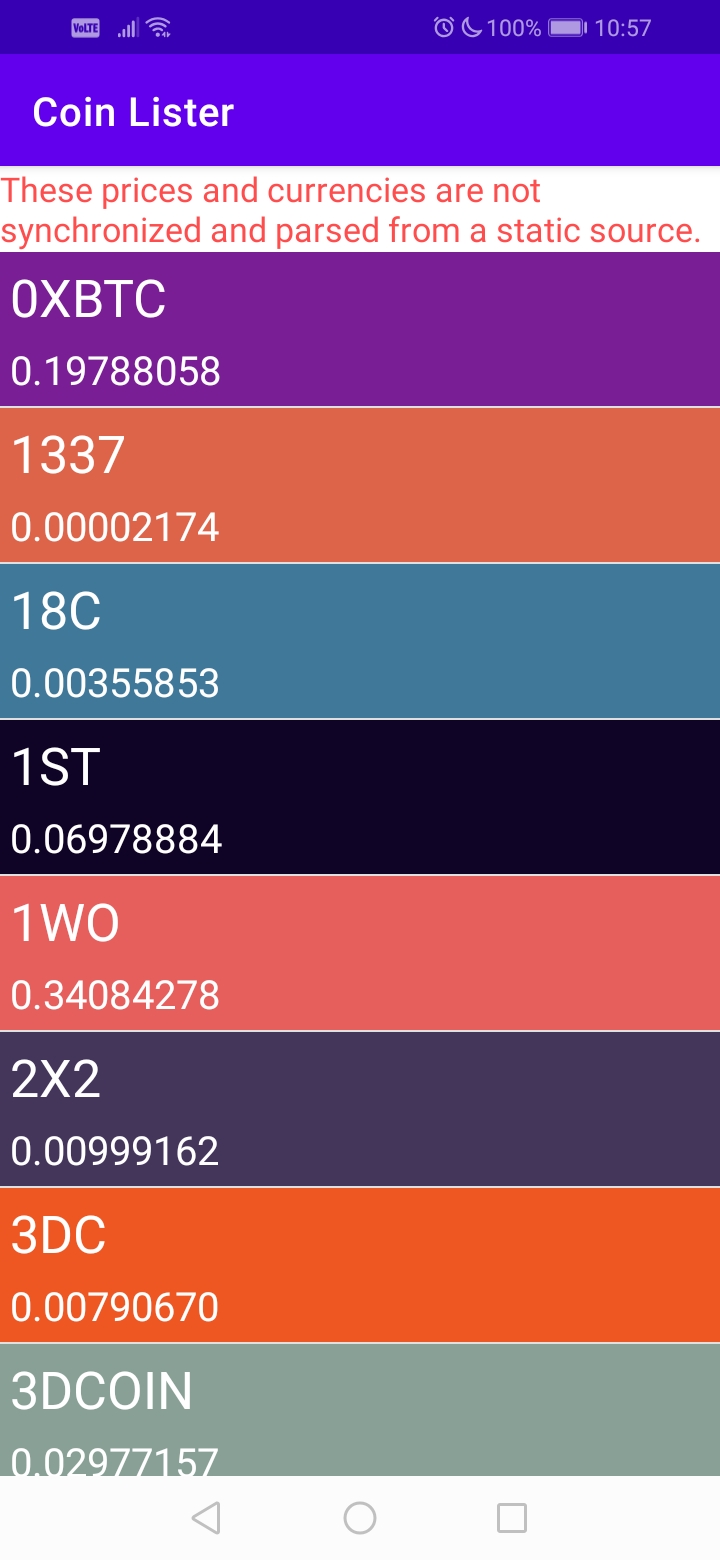 VoLTE 100% 10:57
Coin Lister
These prices and currencies are not
synchronized and parsed from a static source.
0XBTC
0.19788058
1337
0.00002174
18C
0.00355853
1ST
0.06978884
1WO
0.34084278
2X2
0.00999162
3DC
0.00790670
3DCOIN
0.02977157